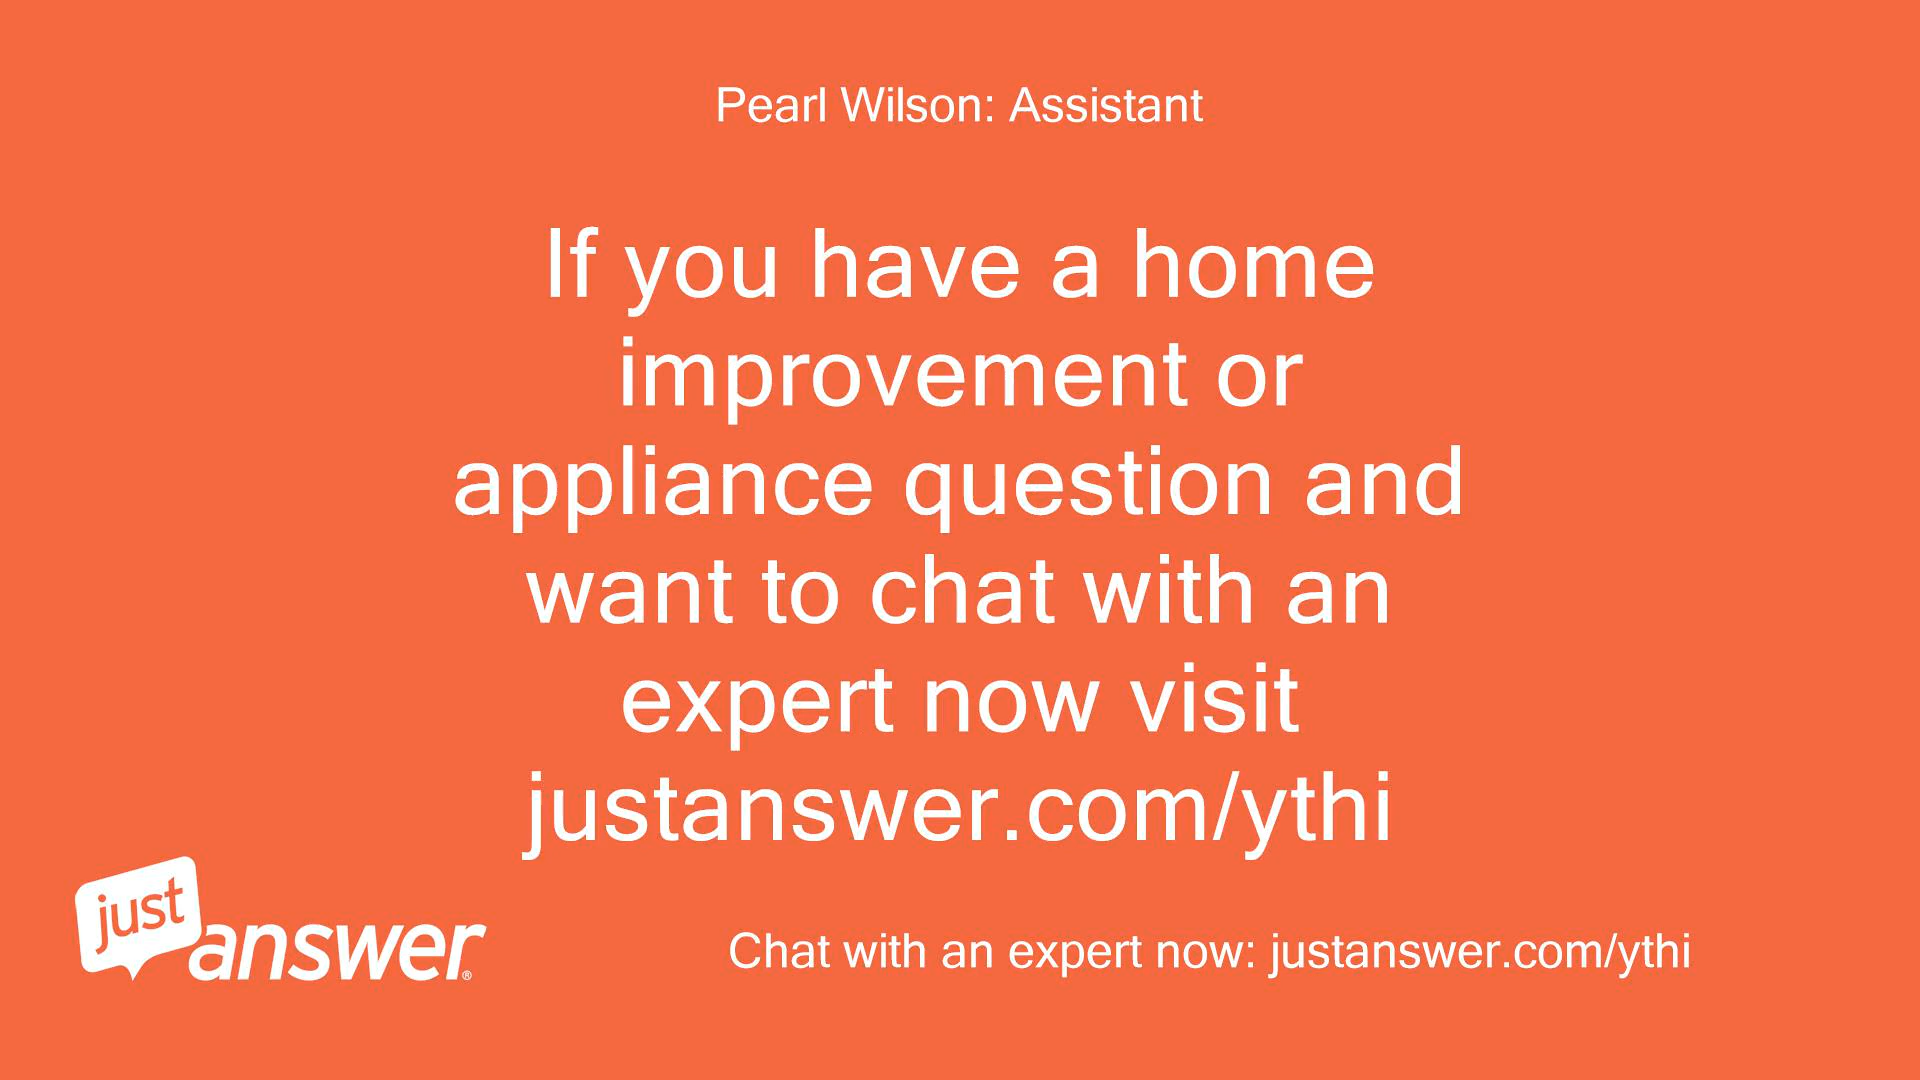 Pearl Wilson: Assistant
If you have a home
improvement or
appliance question and
want to chat with an
expert now visit
justanswer.com/ythi
just
answer®
Chat with an expert now: justanswer.com/ythi